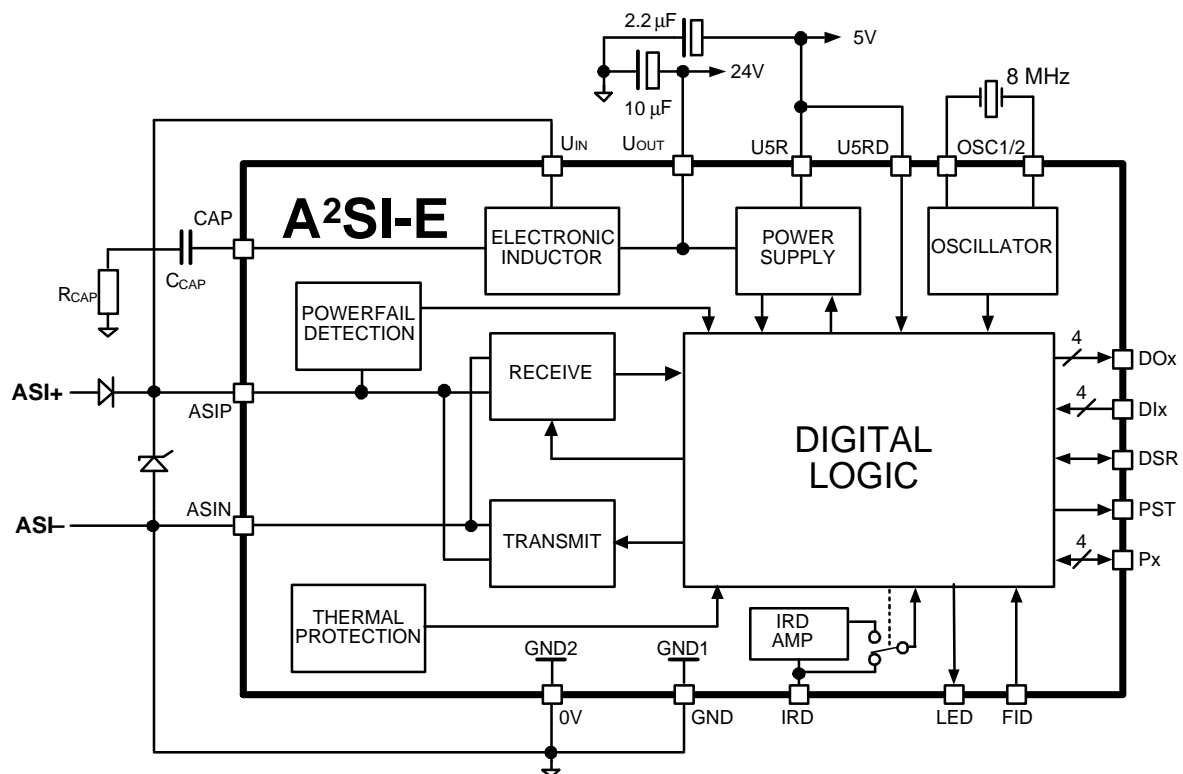 2.2 µF
5V
24V
10 µF
8 MHz
UIN
UOUT
U5R
U5RD
OSC1/2
CAP
A²SI-E
ELECTRONIC
INDUCTOR
POWER
SUPPLY
OSCILLATOR
RCAP
CCAP
POWERFAIL
DETECTION
RECEIVE
ASI+
ASIP
DIGITAL
LOGIC
4
DOx
4
DIx
DSR
PST
4
Px
ASI–
ASIN
TRANSMIT
THERMAL
PROTECTION
IRD
AMP
GND2
GND1
0V
GND
IRD
LED
FID